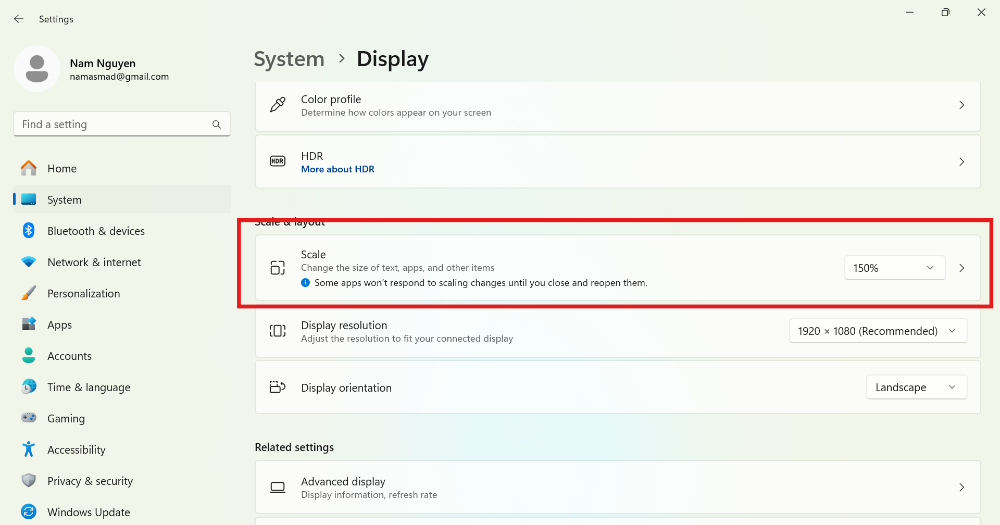 Settings
Nam Nguyen
namasmad@gmail.com
Find a setting
Home
System
Bluetooth & devices
Network & internet
Personalization
Apps
Accounts
Time & language
Gaming
Accessibility
Privacy & security
Windows Update
System > Display
Color profile
Determine how colors appear on your screen
HDR
HDR
More about HDR
Scale & layout
Scale
Change the size of text, apps, and other items
Some apps won't respond to scaling changes until you close and reopen them.
150%
Display resolution
Adjust the resolution to fit your connected display
1920 × 1080 (Recommended)
Display orientation
Landscape
Related settings
Advanced display
Display information, refresh rate